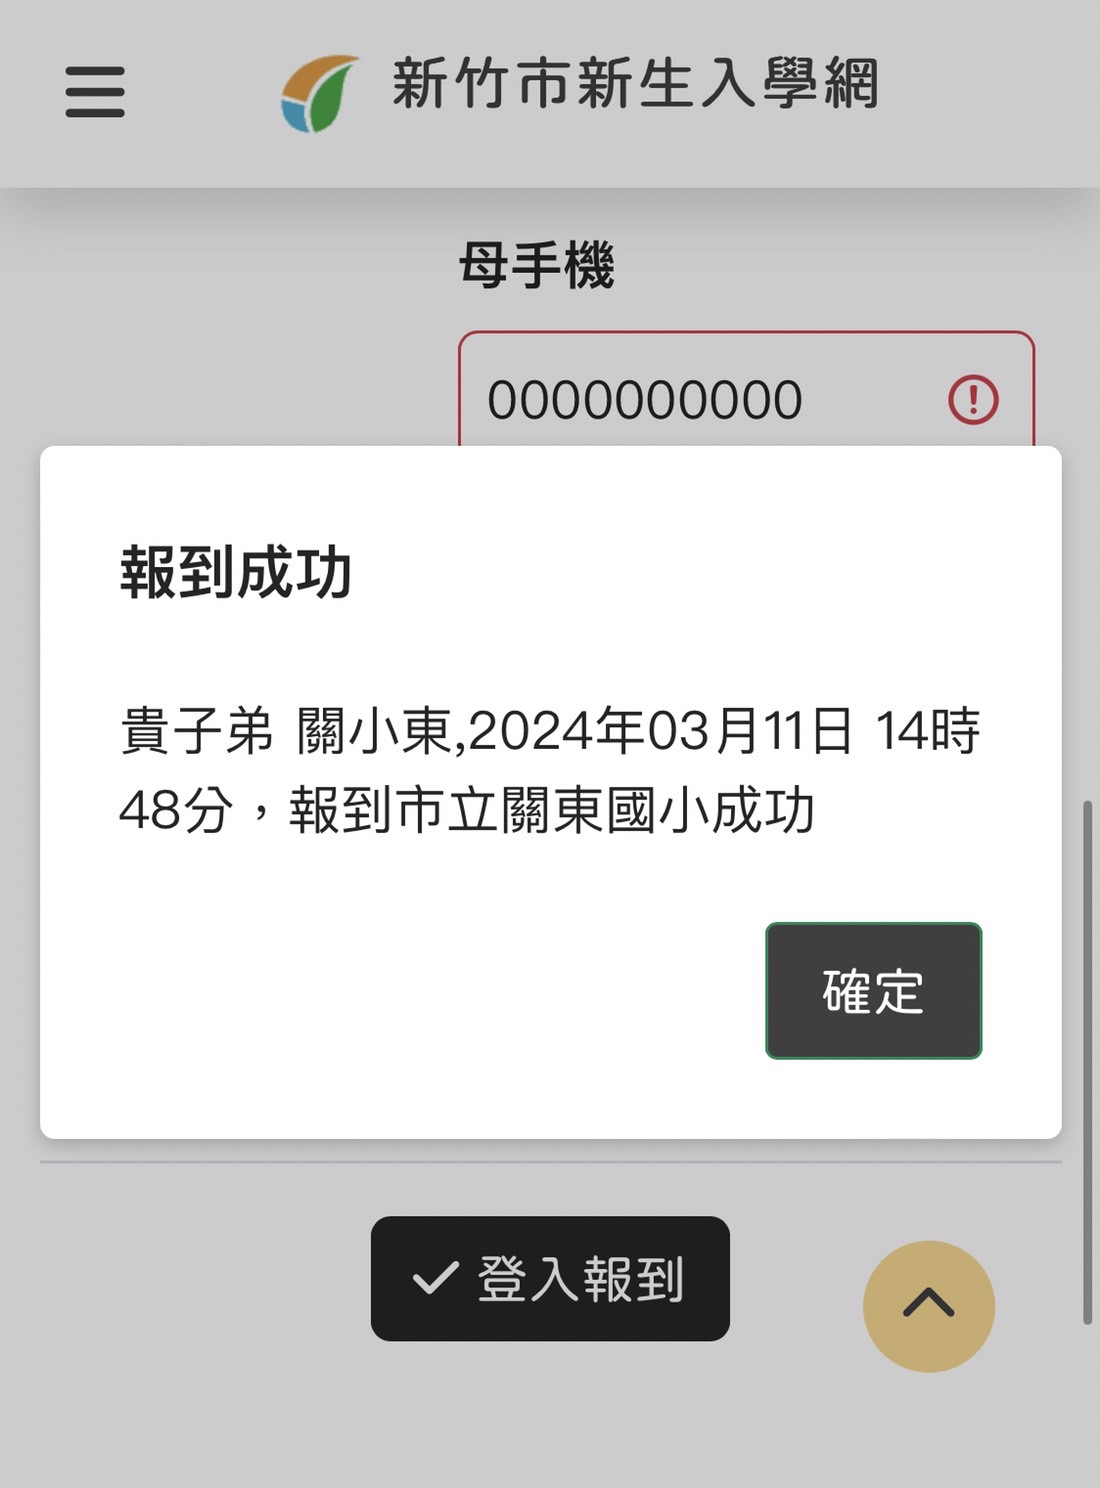 新竹市新生入學網
母手機
0000000000
報到成功
貴子弟 關小東,2024年03月11日 14時
48分，報到市立關東國小成功
確定
登入報到